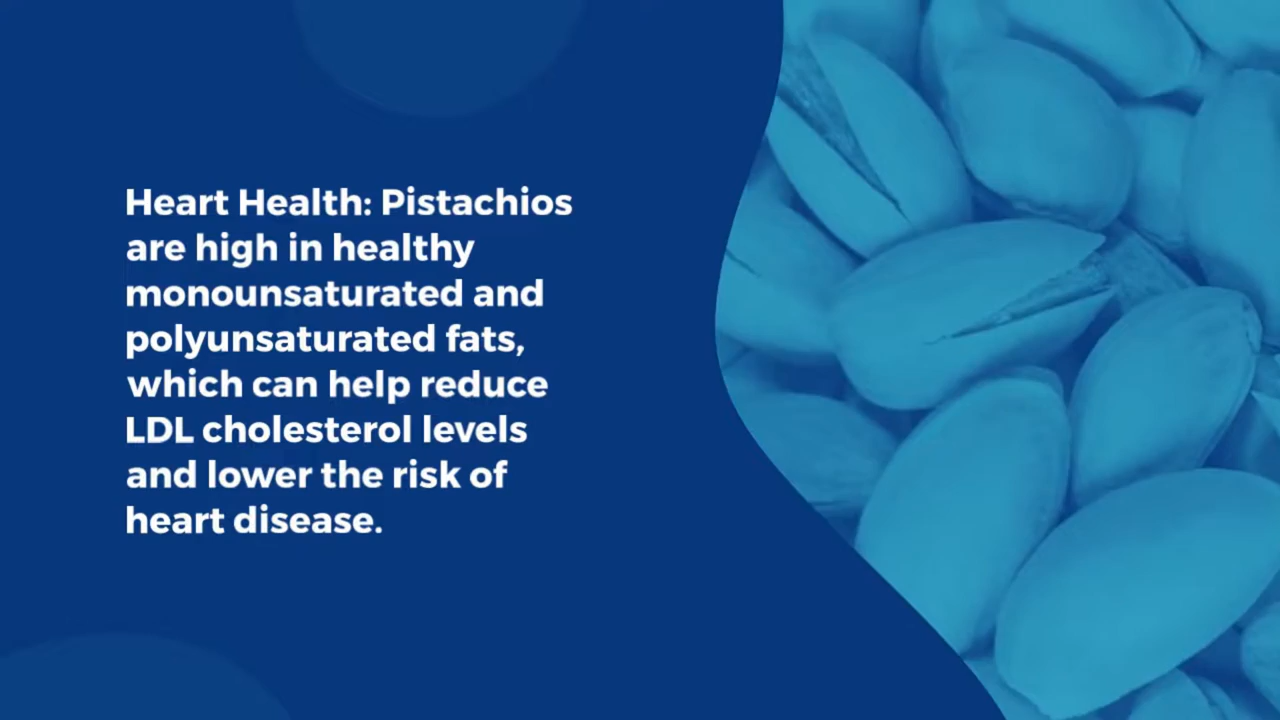 Heart Health: Pistachios
are high in healthy
monounsaturated and
polyunsaturated fats,
which can help reduce
LDL cholesterol levels
and lower the risk of
heart disease.